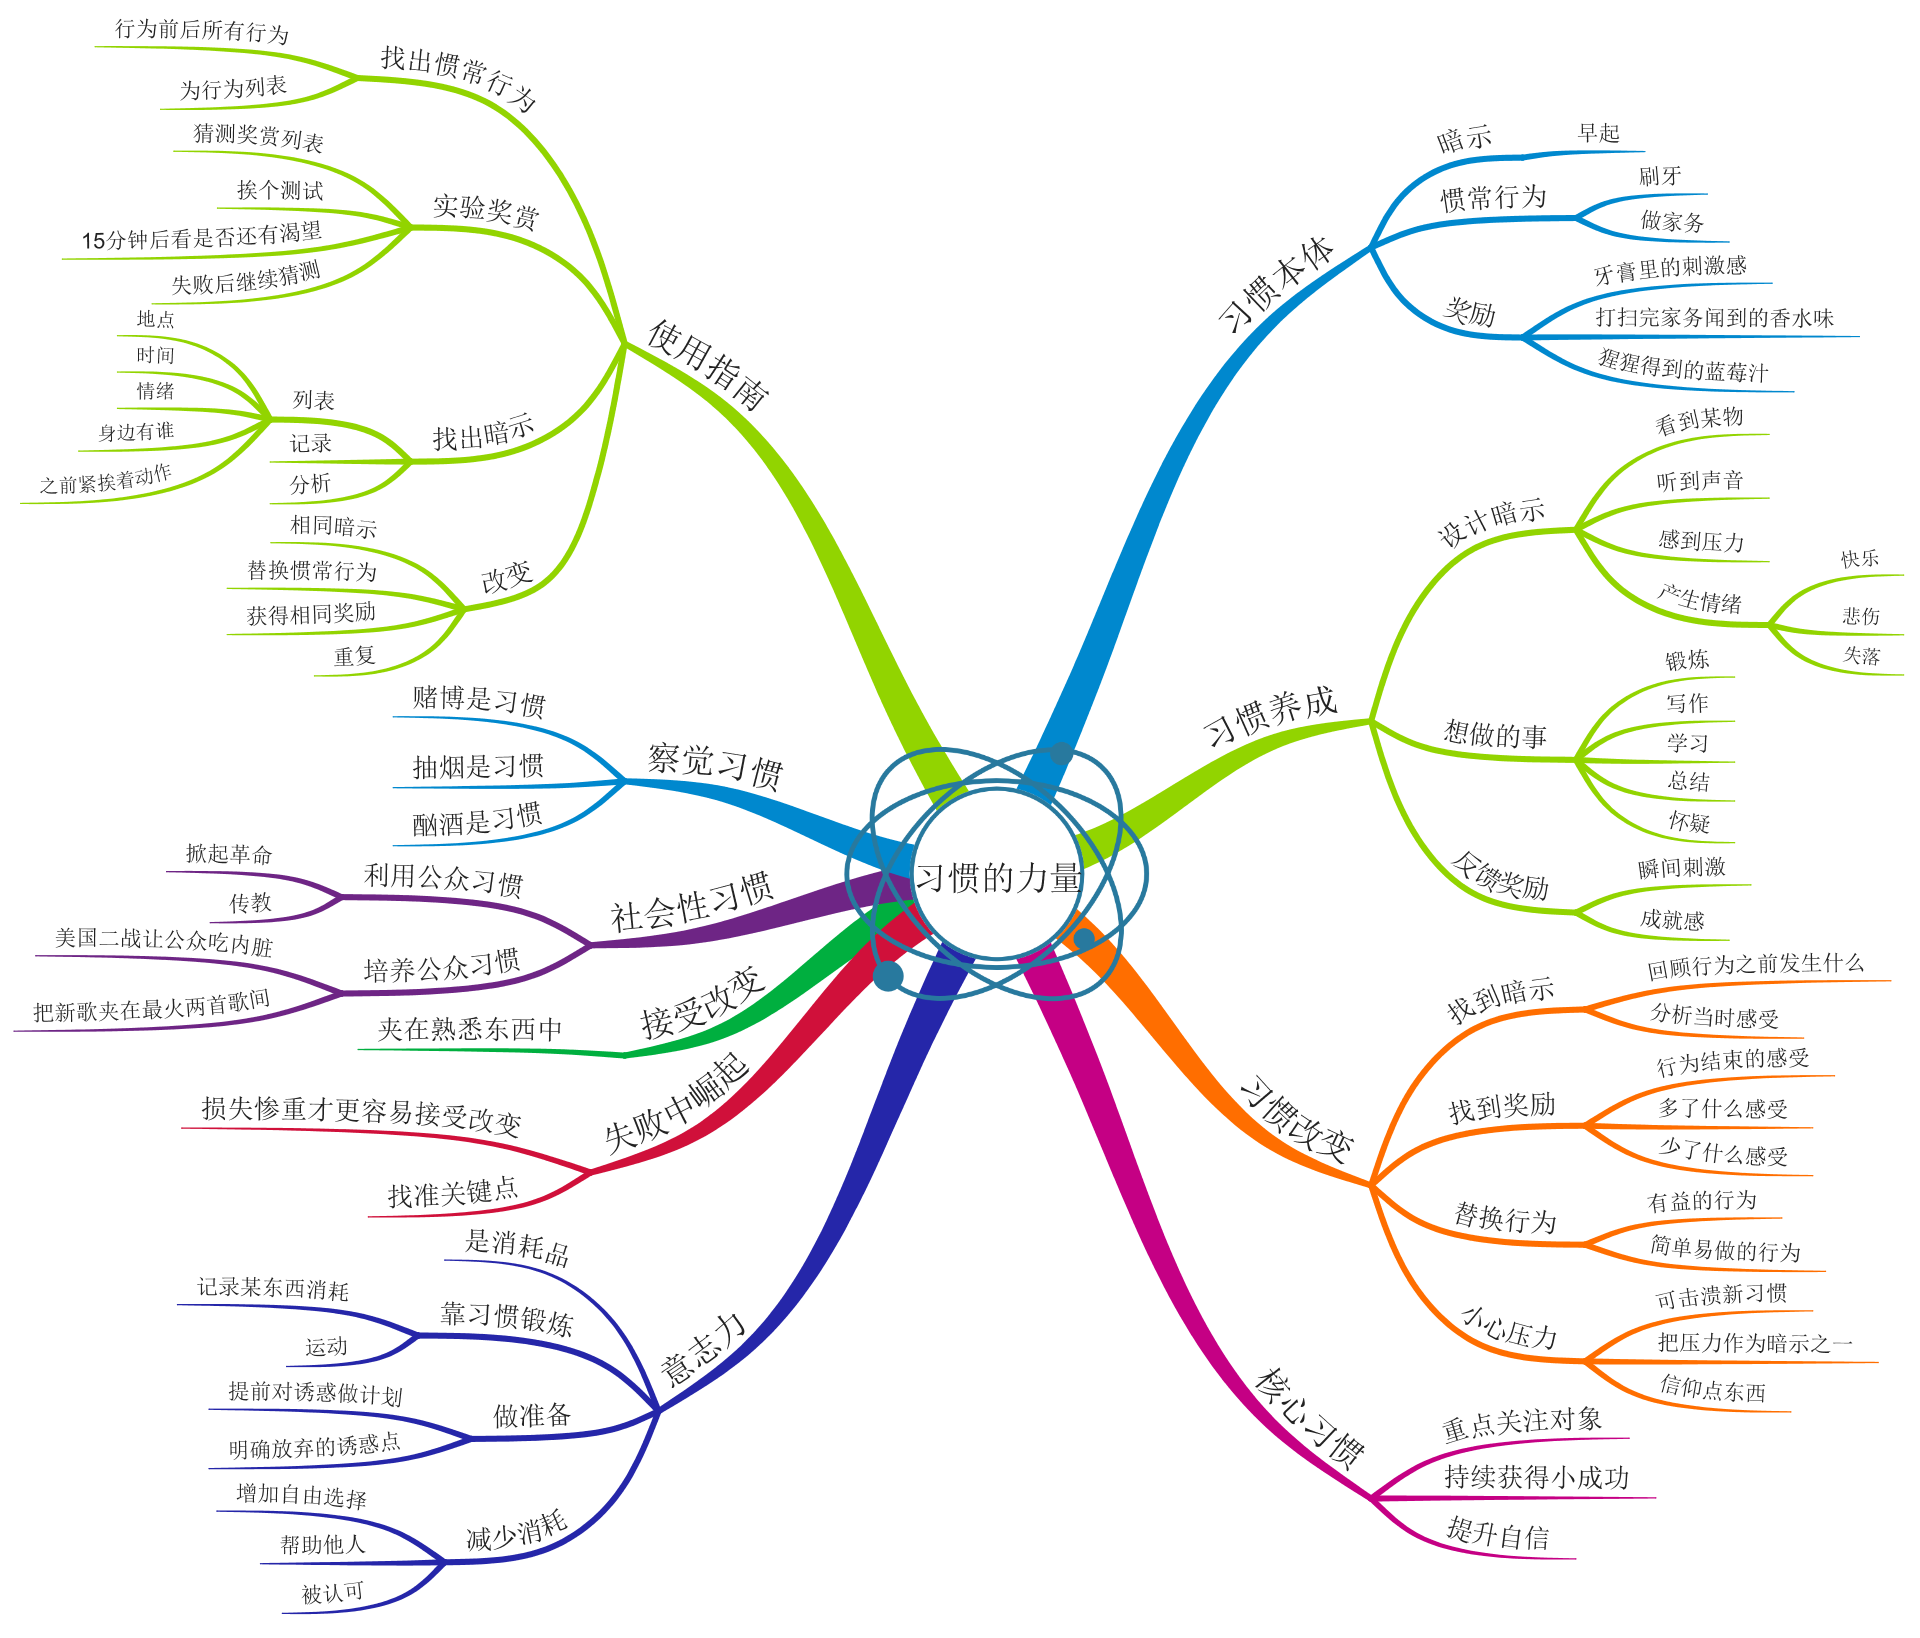 习惯的力量
习惯本体
暗示
早起
惯常行为
刷牙
做家务
奖励
牙膏里的刺激感
打扫完家务闻到的香水味
猩猩得到的蓝莓汁
习惯养成
设计暗示
看到某物
听到声音
感到压力
产生情绪
快乐
悲伤
失落
想做的事
锻炼
写作
学习
总结
怀疑
反馈奖励
瞬间刺激
成就感
习惯改变
找到暗示
回顾行为之前发生什么
分析当时感受
找到奖励
行为结束的感受
多了什么感受
少了什么感受
替换行为
有益的行为
简单易做的行为
小心压力
可击溃新习惯
把压力作为暗示之一
信仰点东西
核心习惯
重点关注对象
持续获得小成功
提升自信
使用指南
找出惯常行为
行为前后所有行为
为行为列表
实验奖赏
猜测奖赏列表
挨个测试
15分钟后看是否还有渴望
失败后继续猜测
找出暗示
列表
地点
时间
情绪
身边有谁
之前紧挨着动作
记录
分析
改变
相同暗示
替换惯常行为
获得相同奖励
重复
察觉习惯
赌博是习惯
抽烟是习惯
酗酒是习惯
社会性习惯
利用公众习惯
掀起革命
传教
培养公众习惯
美国二战让公众吃内脏
把新歌夹在最火两首歌间
接受改变
夹在熟悉东西中
失败中崛起
损失惨重才更容易接受改变
找准关键点
意志力
是消耗品
靠习惯锻炼
记录某东西消耗
运动
做准备
提前对诱惑做计划
明确放弃的诱惑点
减少消耗
增加自由选择
帮助他人
被认可